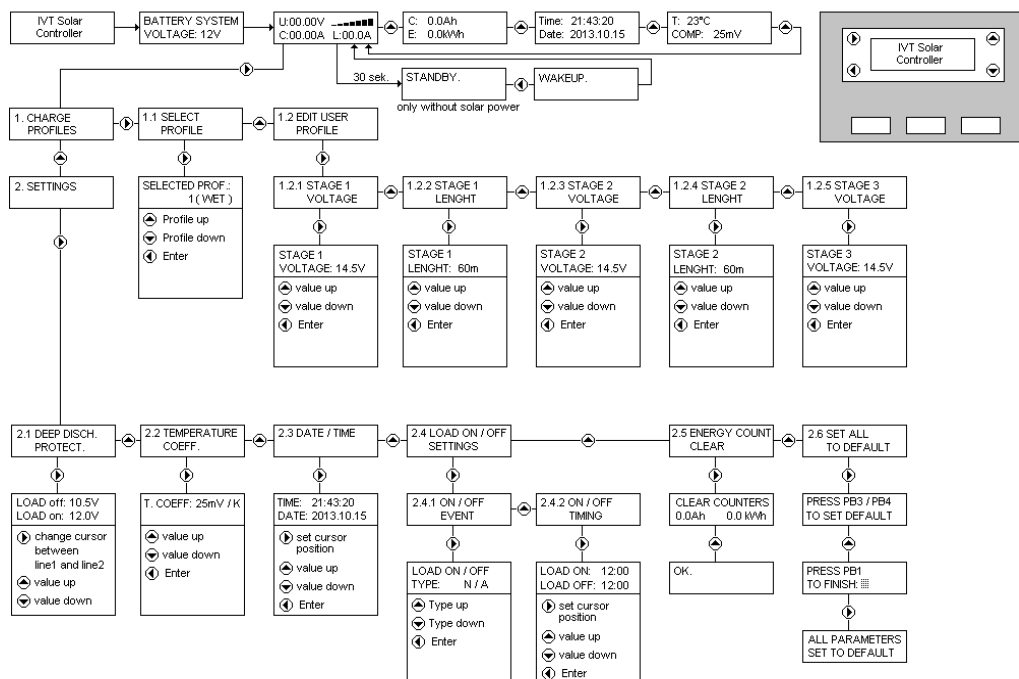 IVT Solar
Controller
BATTERY SYSTEM
VOLTAGE: 12V
U:00.00V
C:00.00A L:00.0A
C: 0.0Ah
E: 0.0kWh
Time: 21:43:20
Date: 2013.10.15
T: 23°C
COMP: 25mV
IVT Solar
Controller
30 sek.
STANDBY.
WAKEUP.
only without solar power
1. CHARGE
PROFILES
1.1 SELECT
PROFILE
1.2 EDIT USER
PROFILE
2. SETTINGS
SELECTED PROF.:
1 ( WET )
Profile up
Profile down
Enter
1.2.1 STAGE 1
VOLTAGE
1.2.2 STAGE 1
LENGHT
1.2.3 STAGE 2
VOLTAGE
1.2.4 STAGE 2
LENGHT
1.2.5 STAGE 3
VOLTAGE
STAGE 1
VOLTAGE: 14.5V
value up
value down
Enter
STAGE 1
LENGHT: 60m
value up
value down
Enter
STAGE 2
VOLTAGE: 14.5V
value up
value down
Enter
STAGE 2
LENGHT: 60m
value up
value down
Enter
STAGE 3
VOLTAGE: 14.5V
value up
value down
Enter
2.1 DEEP DISCH.
PROTECT.
2.2 TEMPERATURE
COEFF.
2.3 DATE / TIME
2.4 LOAD ON / OFF
SETTINGS
2.5 ENERGY COUNT
CLEAR
2.6 SET ALL
TO DEFAULT
LOAD off: 10.5V
LOAD on: 12.0V
change cursor
between
line1 and line2
value up
value down
T. COEFF: 25mV / K
value up
value down
Enter
TIME: 21:43:20
DATE: 2013.10.15
set cursor
position
value up
value down
Enter
2.4.1 ON / OFF
EVENT
2.4.2 ON / OFF
TIMING
LOAD ON / OFF
TYPE: N / A
Type up
Type down
Enter
LOAD ON: 12:00
LOAD OFF: 12:00
set cursor
position
value up
value down
Enter
CLEAR COUNTERS
0.0Ah 0.0 kWh
OK.
PRESS PB3 / PB4
TO SET DEFAULT
PRESS PB1
TO FINISH:
ALL PARAMETERS
SET TO DEFAULT